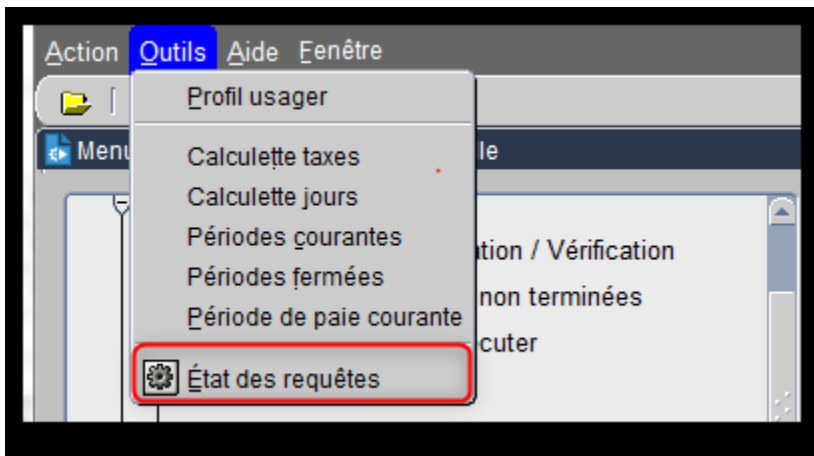 Action Outils Aide Fenêtre
Profil usager
Menu le
Calculette taxes
Calculette jours
Périodes courantes
ation / Vérification
Périodes fermées
non terminées
Période de paie courante
cuter
État des requêtes